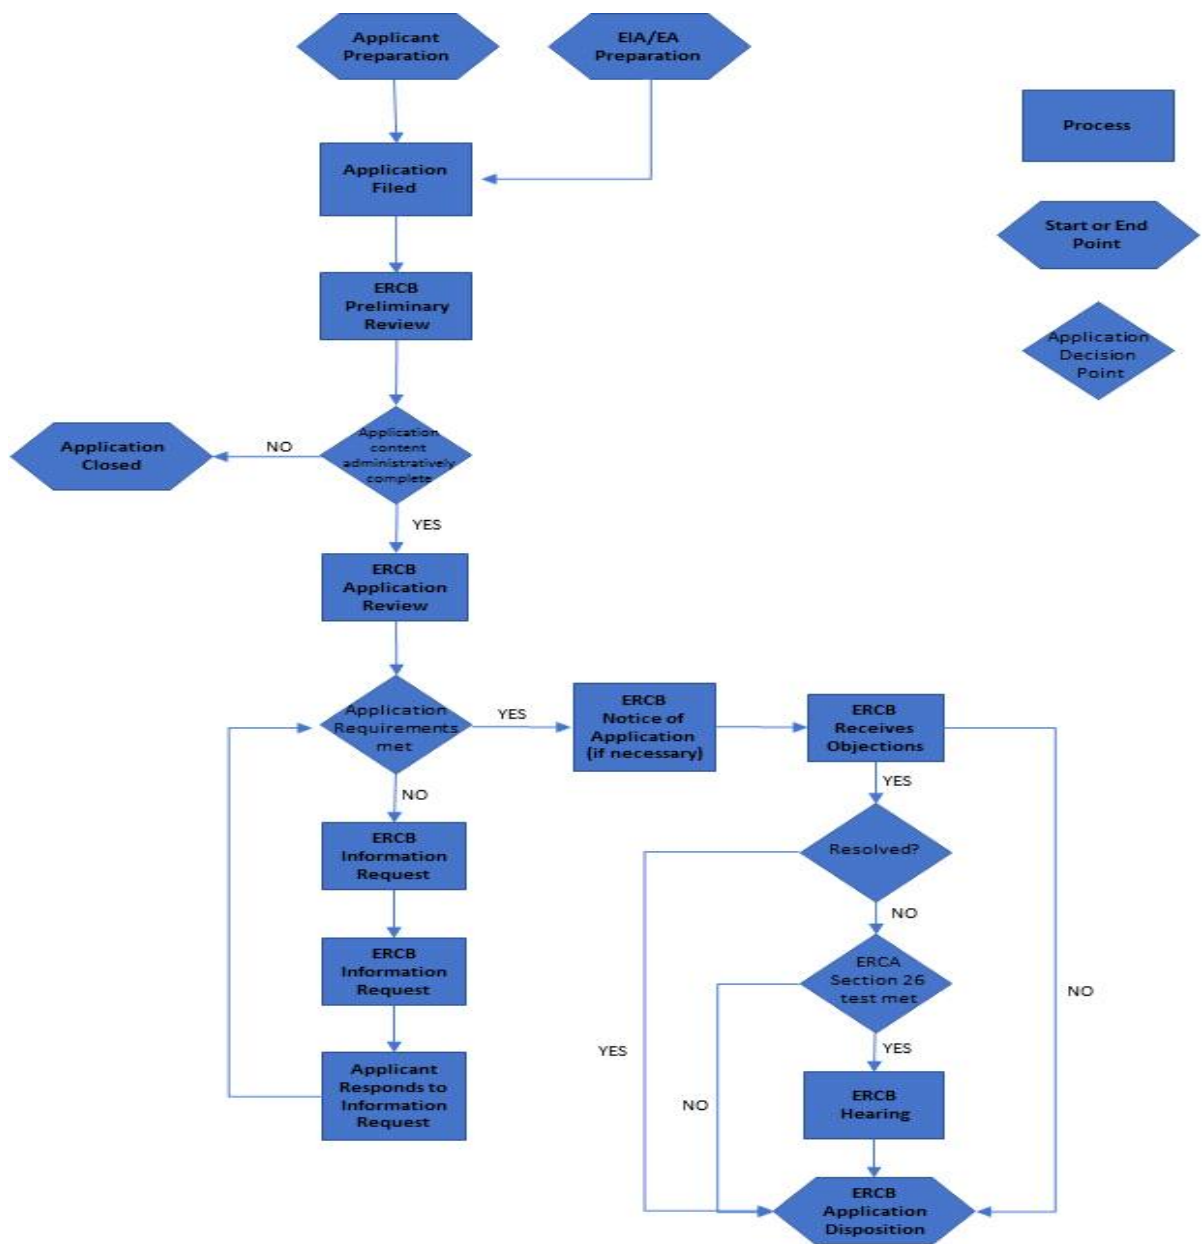 Applicant
Preparation
EIA/EA
Preparation
Process
Application
Filed
Start or End
Point
ERCB
Preliminary
Review
Application
Decision
Point
Application
content
administratively
complete
NO
Application
Closed
YES
ERCB
Application
Review
Application
Requirements
met
YES
ERCB
Notice of
Application
(if necessary)
ERCB
Receives
Objections
NO
YES
ERCB
Information
Request
Resolved?
NO
ERCB
Information
Request
ERCA
Section 26
test met
NO
YES
YES
Applicant
Responds to
Information
Request
NO
ERCB
Hearing
ERCB
Application
Disposition